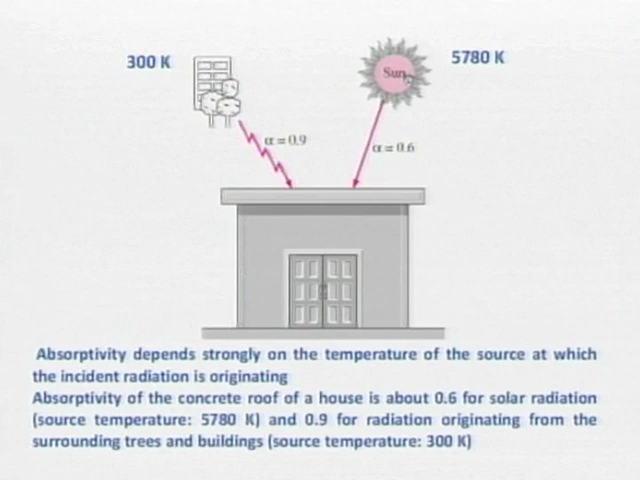 300 K
5780 K
Sun
α = 0.9
α = 0.6
Absorptivity depends strongly on the temperature of the source at which
the incident radiation is originating
Absorptivity of the concrete roof of a house is about 0.6 for solar radiation
(source temperature: 5780 K) and 0.9 for radiation originating from the
surrounding trees and buildings (source temperature: 300 K)